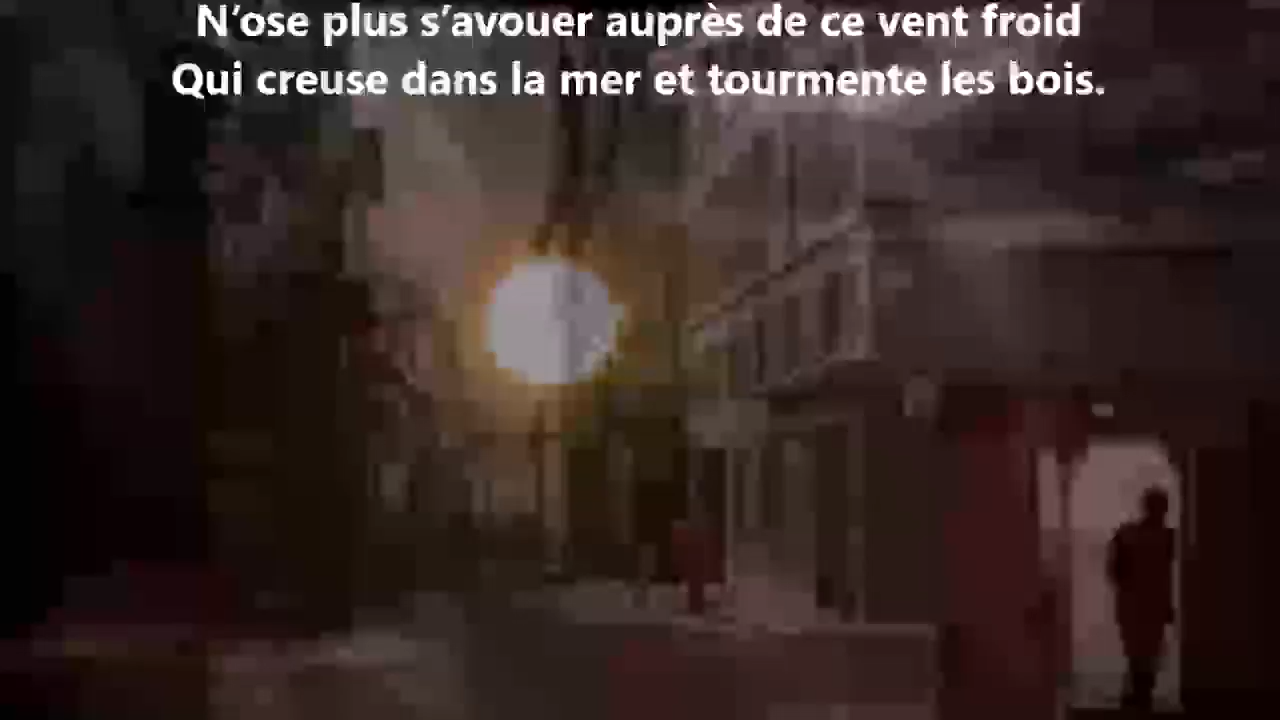 N’ose plus s’avouer auprès de ce vent froid
Qui creuse dans la mer et tourmente les bois.